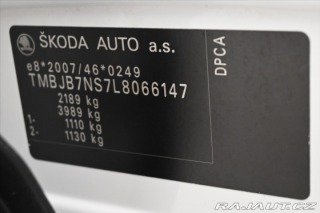 ŠKODA AUTO a.s.
e8*2007/46*0249
TMBJB7NS7L8066147
2189 kg
3989 kg
1- 1110 kg
2- 1130 kg
DPCA
RAJAUT.CZ